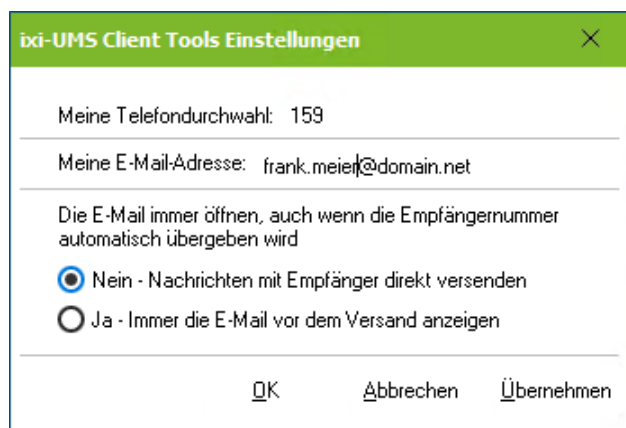 ixi-UMS Client Tools Einstellungen
Meine Telefondurchwahl: 159
Meine E-Mail-Adresse: frank.meier@domain.net
Die E-Mail immer öffnen, auch wenn die Empfängernummer
automatisch übergeben wird
Nein - Nachrichten mit Empfänger direkt versenden
Ja - Immer die E-Mail vor dem Versand anzeigen
OK Abbrechen Übernehmen